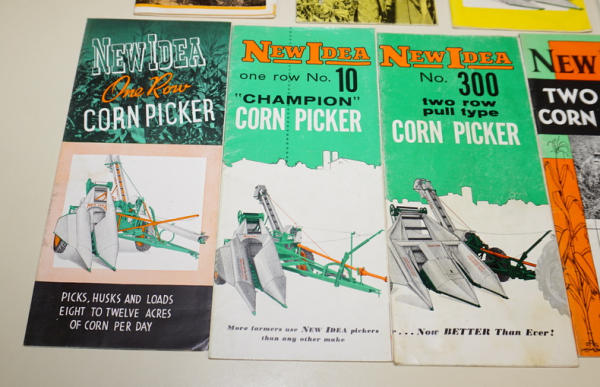 NEW IDEA
One Row
CORN PICKER
PICKS, HUSKS AND LOADS
EIGHT TO TWELVE ACRES
OF CORN PER DAY
NEW IDEA
one row No. 10
"CHAMPION"
CORN PICKER
More farmers use NEW IDEA pickers
than any other make
NEW IDEA
No. 300
two row
pull type
CORN PICKER
... Now BETTER Than Ever!
NEW
TWO
CORN